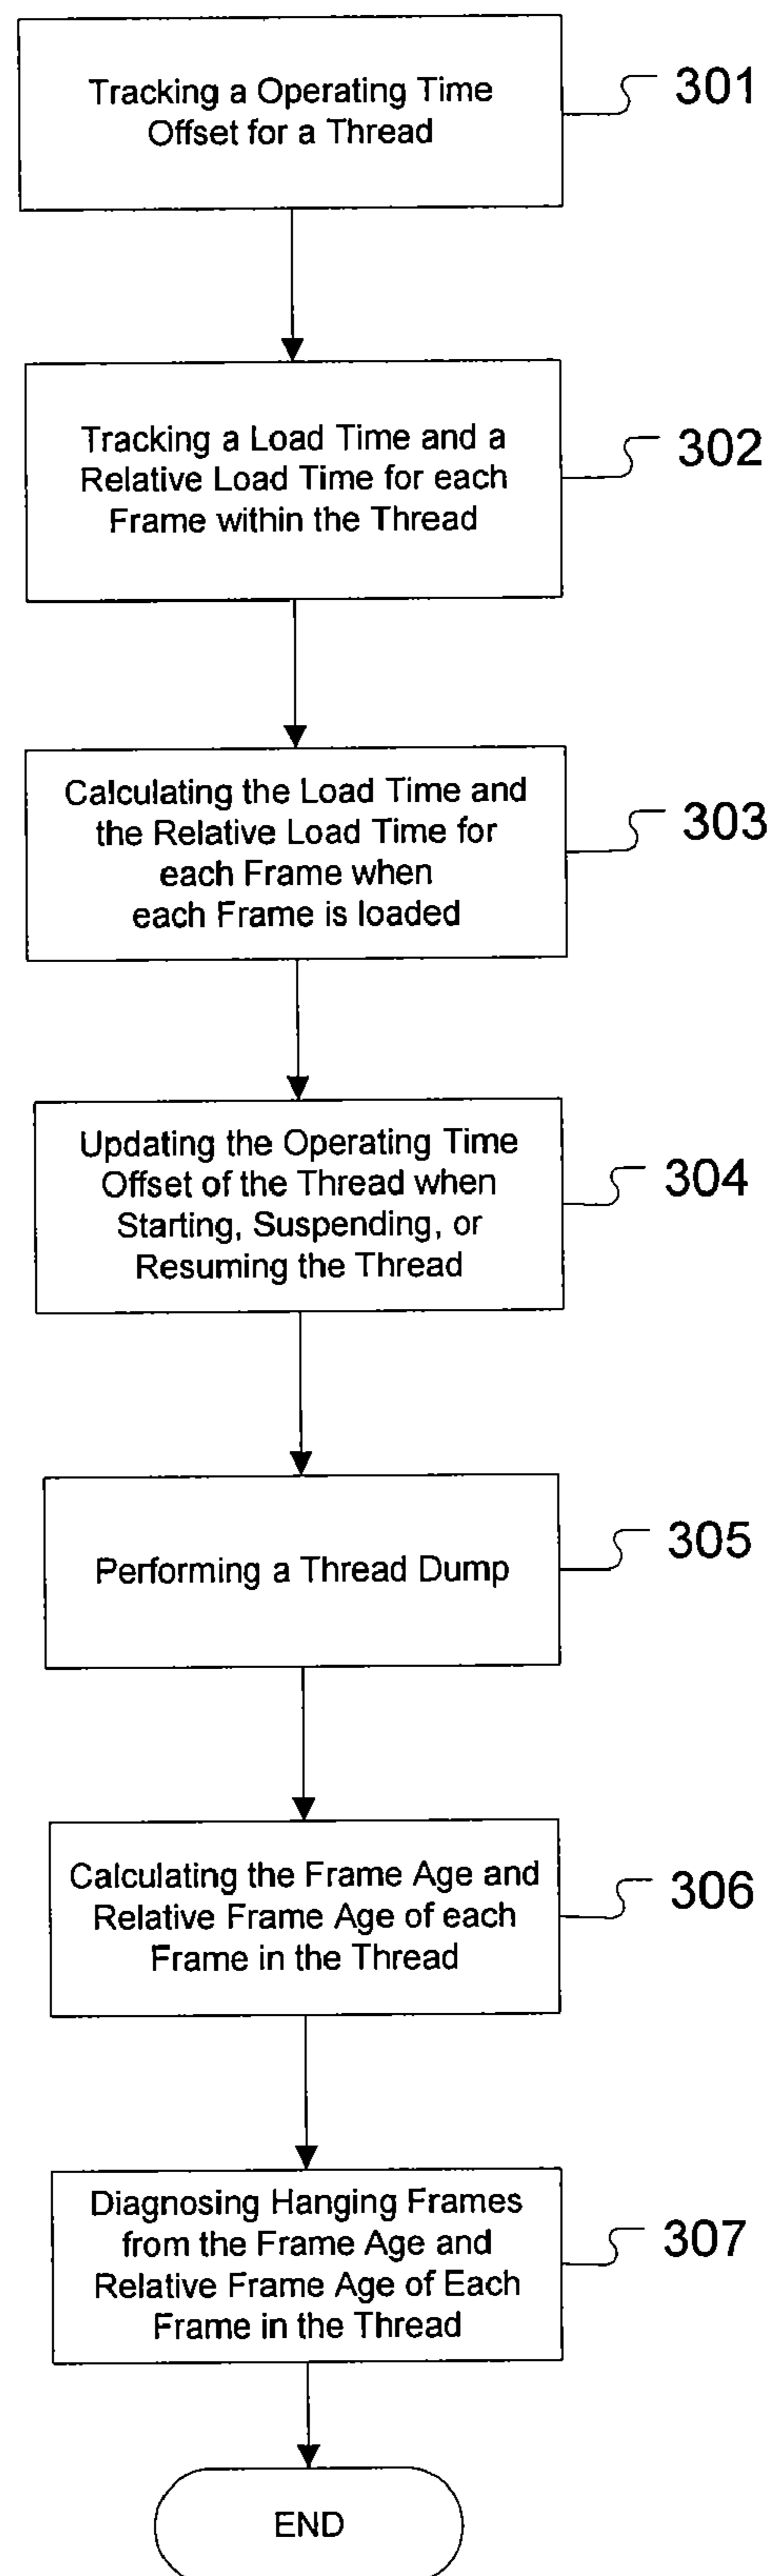 Tracking a Operating Time
Offset for a Thread
301
Tracking a Load Time and a
Relative Load Time for each
Frame within the Thread
302
Calculating the Load Time and
the Relative Load Time for
each Frame when
each Frame is loaded
303
Updating the Operating Time
Offset of the Thread when
Starting, Suspending, or
Resuming the Thread
304
Performing a Thread Dump
305
Calculating the Frame Age and
Relative Frame Age of each
Frame in the Thread
306
Diagnosing Hanging Frames
from the Frame Age and
Relative Frame Age of Each
Frame in the Thread
307
END